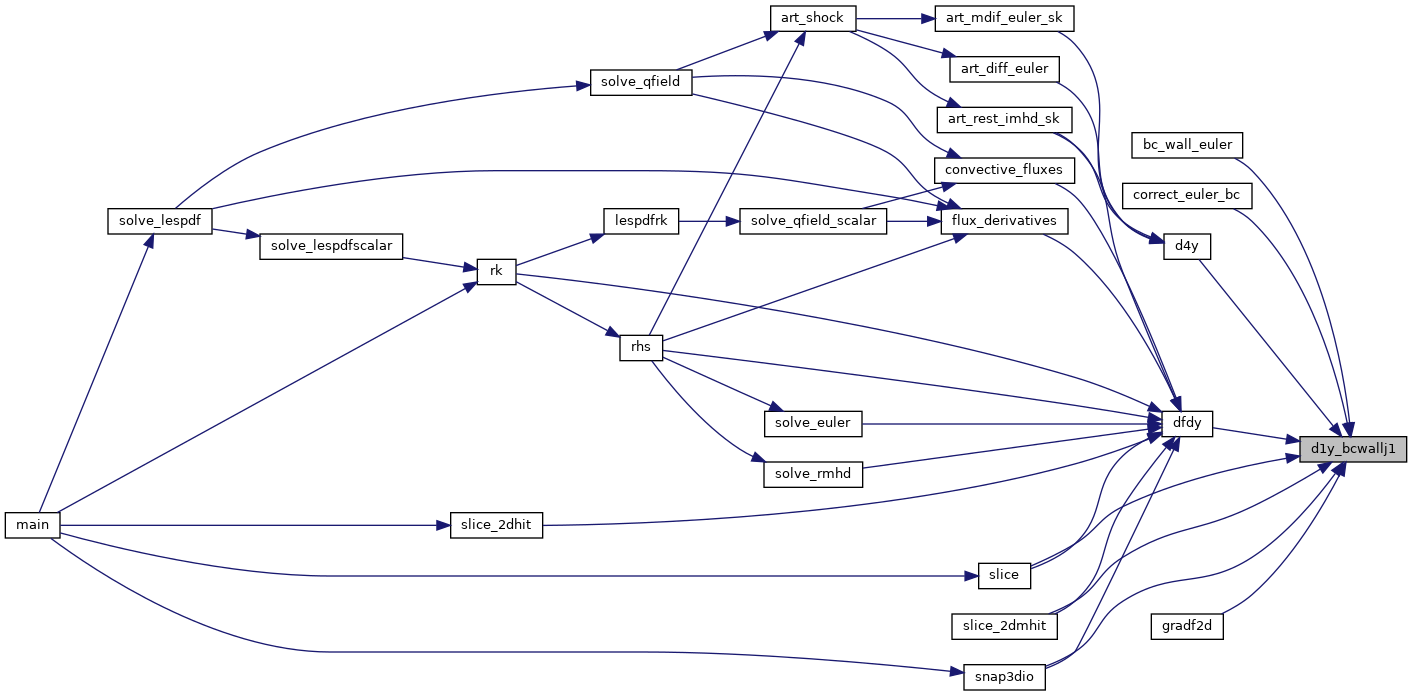 art_shock
art_mdif_euler_sk
solve_qfield
art_diff_euler
art_rest_imhd_sk
bc_wall_euler
convective_fluxes
correct_euler_bc
solve_lespdf
lespdfrk
solve_qfield_scalar
flux_derivatives
solve_lespdfscalar
d4y
rk
rhs
solve_euler
dfdy
d1y_bcwallj1
solve_rmhd
main
slice_2dhit
slice
slice_2dmhit
gradf2d
snap3dio